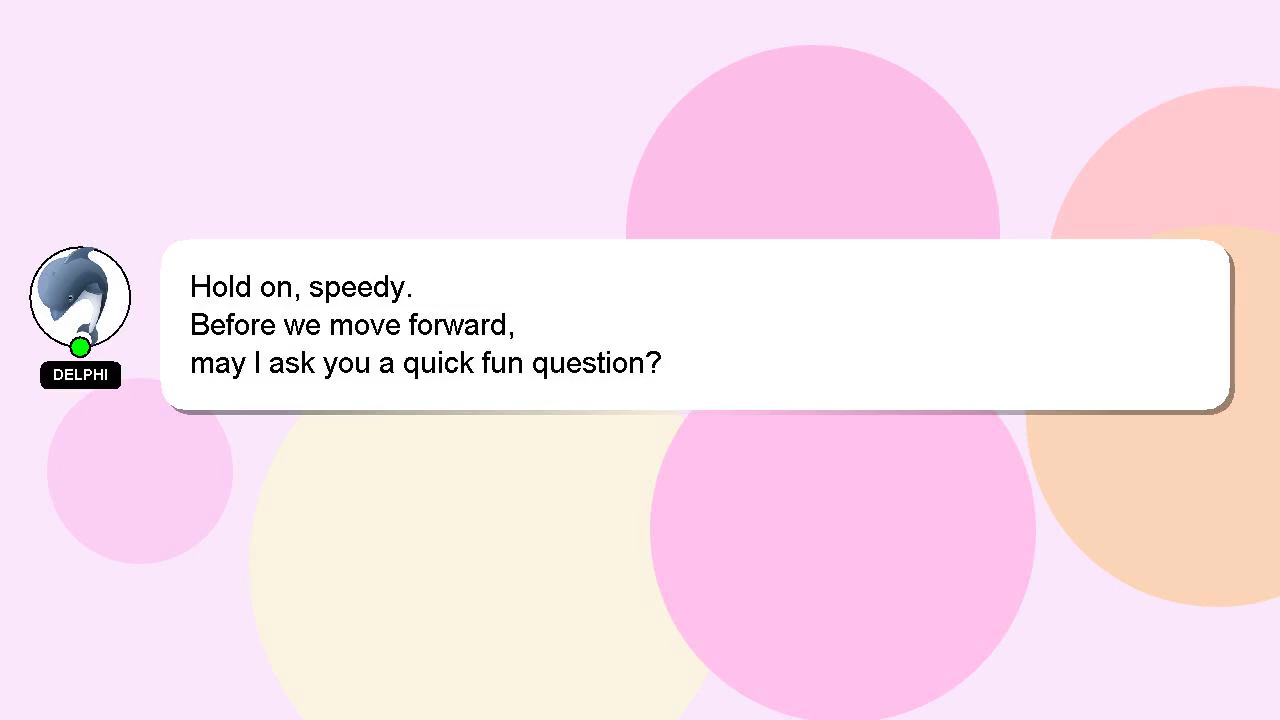 Hold on, speedy.
Before we move forward,
may I ask you a quick fun question?
DELPHI